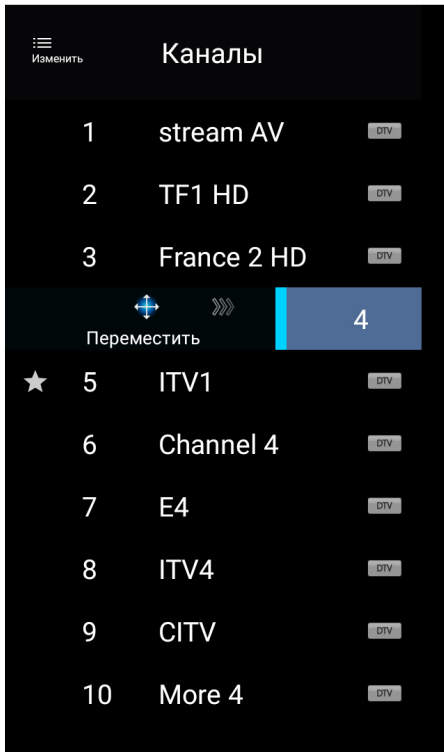 Изменить
Каналы
1 stream AV DTV
2 TF1 HD DTV
3 France 2 HD DTV
Переместить 4
5 ITV1 DTV
6 Channel 4 DTV
7 E4 DTV
8 ITV4 DTV
9 CITV DTV
10 More 4 DTV